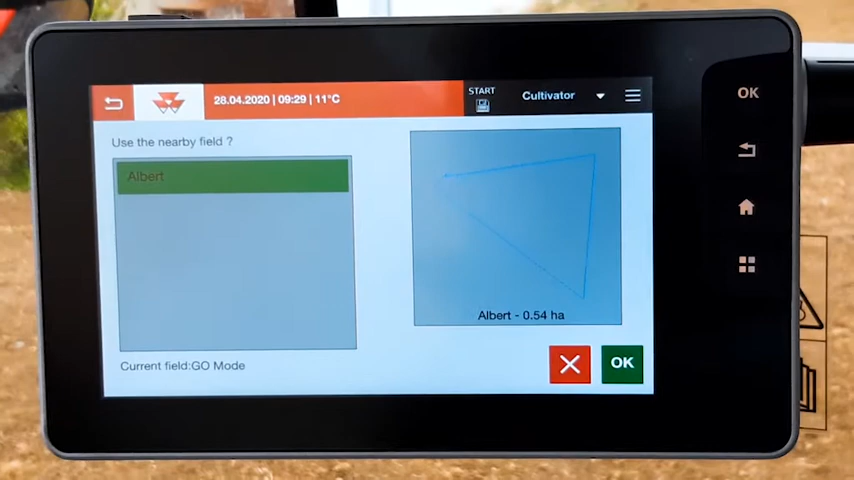 28.04.2020 | 09:29 | 11°C
START
Cultivator
OK
Use the nearby field ?
Albert
Albert - 0.54 ha
Current field:GO Mode
OK